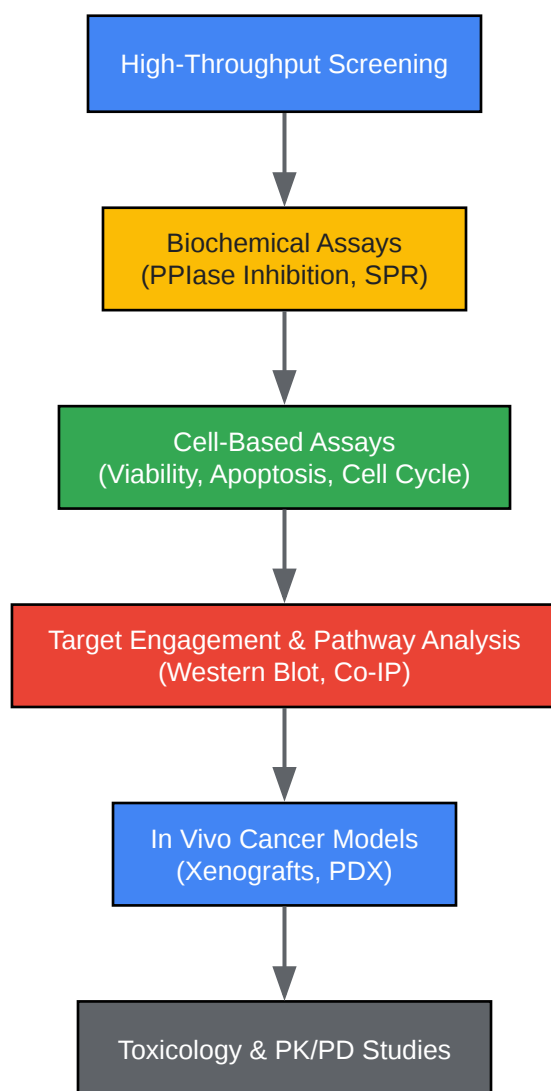 High-Throughput Screening
Biochemical Assays
(PPIase Inhibition, SPR)
Cell-Based Assays
(Viability, Apoptosis, Cell Cycle)
Target Engagement & Pathway Analysis
(Western Blot, Co-IP)
In Vivo Cancer Models
(Xenografts, PDX)
Toxicology & PK/PD Studies